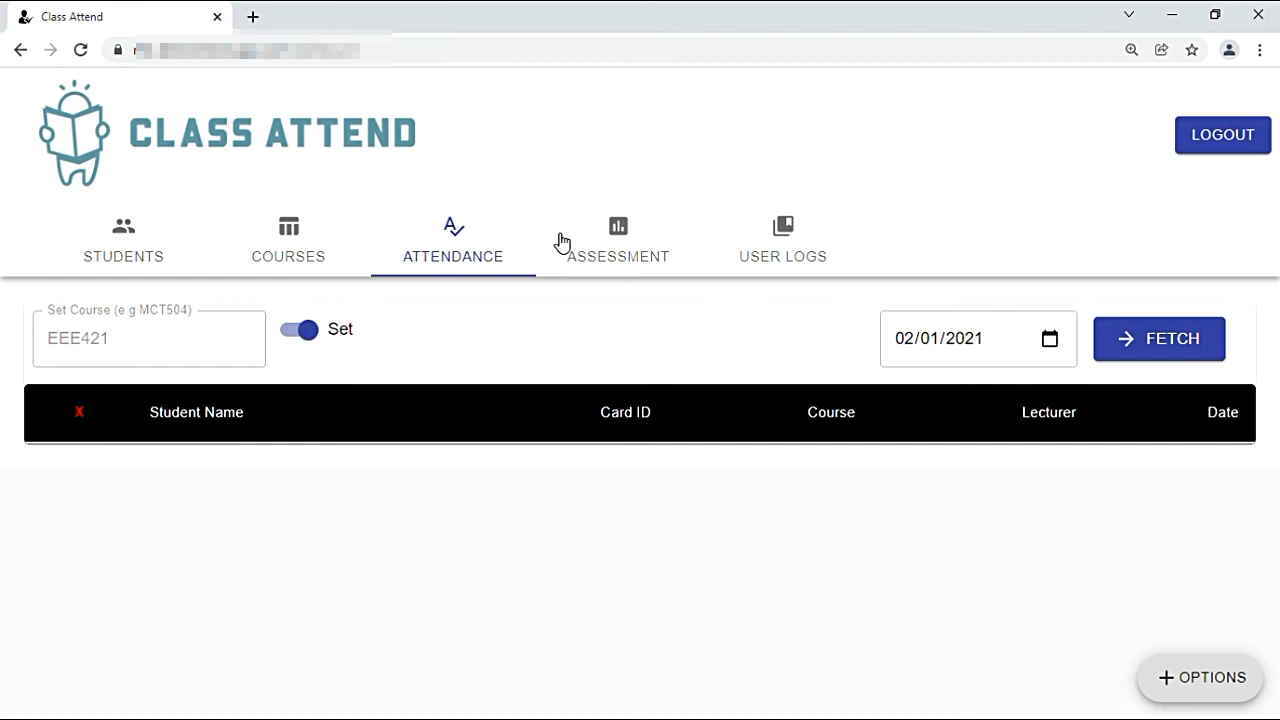 Class Attend
CLASS ATTEND
LOGOUT
STUDENTS
COURSES
ATTENDANCE
ASSESSMENT
USER LOGS
Set Course (e.g MCT504)
EEE421
Set
02/01/2021
FETCH
X Student Name Card ID Course Lecturer Date
+ OPTIONS